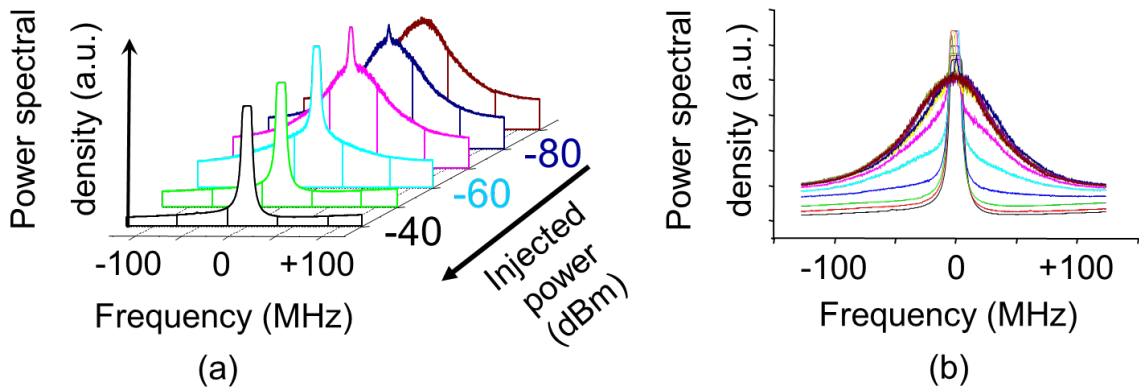 Power spectral
density (a.u.)
-80
-60
-40
Injected
power
(dBm)
-100
0
+100
Frequency (MHz)
(a)
Power spectral
density (a.u.)
-100
0
+100
Frequency (MHz)
(b)